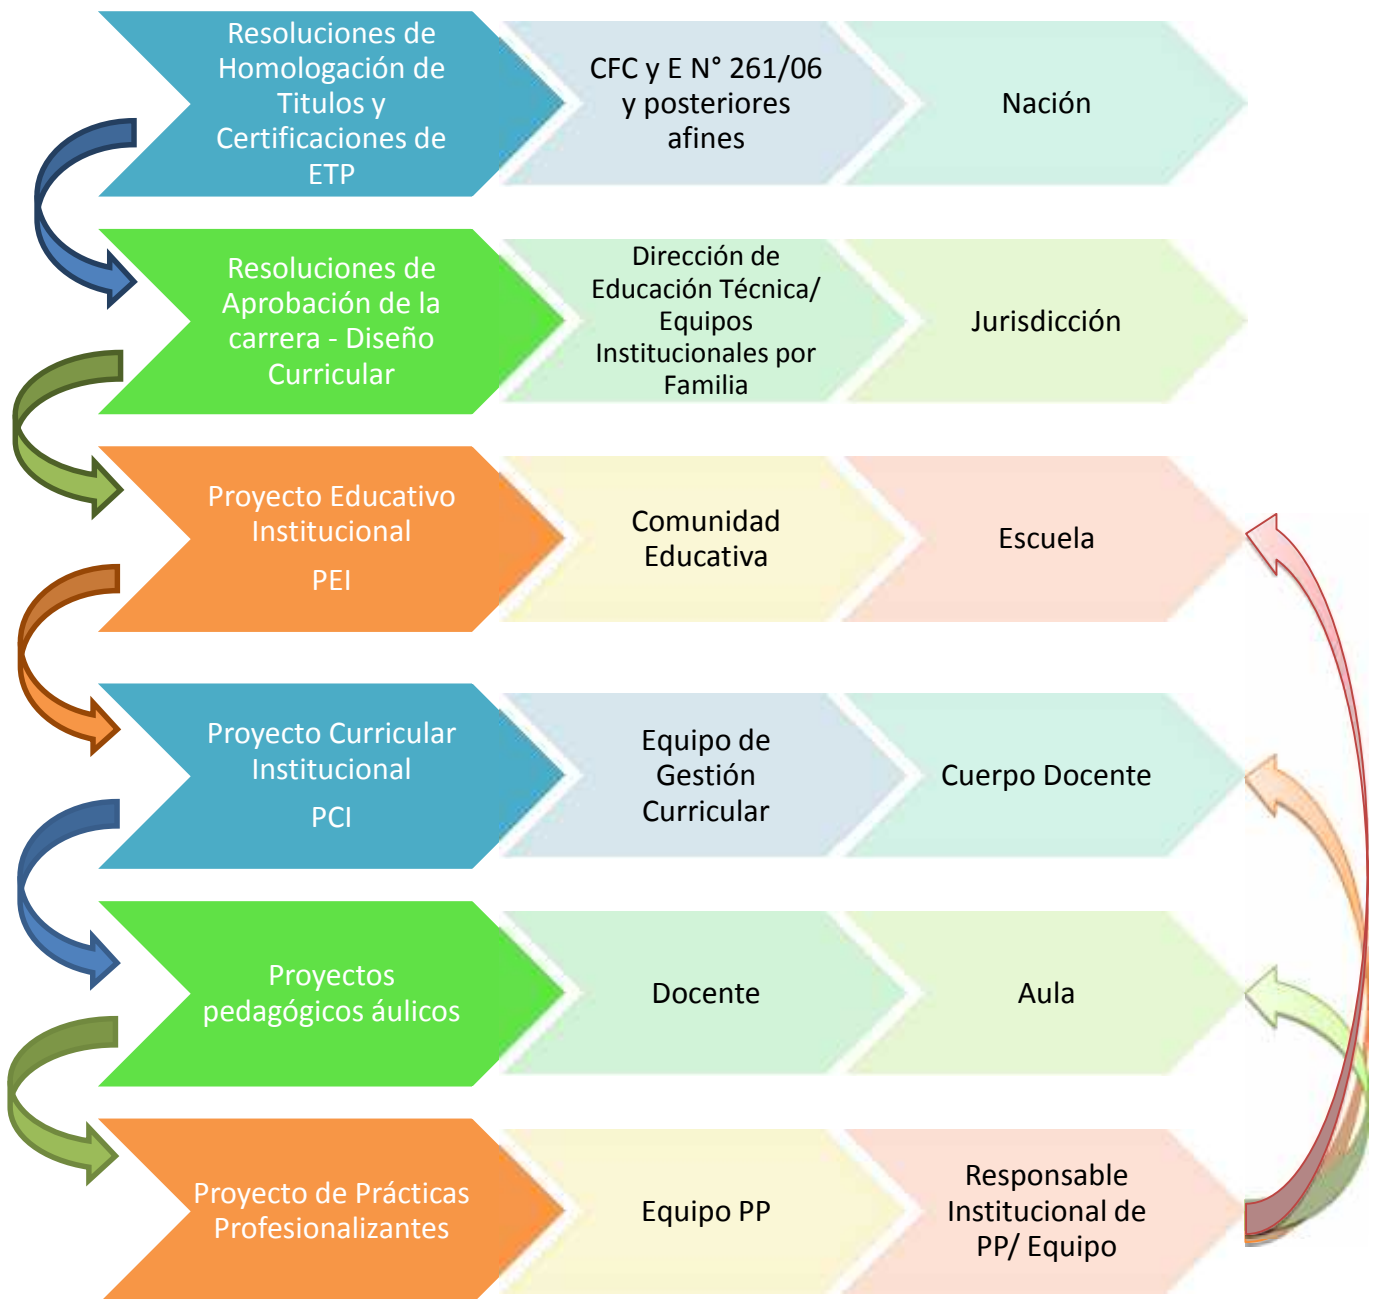 Resoluciones de
Homologación de
Titulos y
Certificaciones de
ETP
CFC y E N° 261/06
y posteriores
afines
Nación
Resoluciones de
Aprobación de la
carrera - Diseño
Curricular
Dirección de
Educación Técnica/
Equipos
Institucionales por
Familia
Jurisdicción
Proyecto Educativo
Institucional
PEI
Comunidad
Educativa
Escuela
Proyecto Curricular
Institucional
PCI
Equipo de
Gestión
Curricular
Cuerpo Docente
Proyectos
pedagógicos áulicos
Docente
Aula
Proyecto de Prácticas
Profesionalizantes
Equipo PP
Responsable
Institucional de
PP/ Equipo